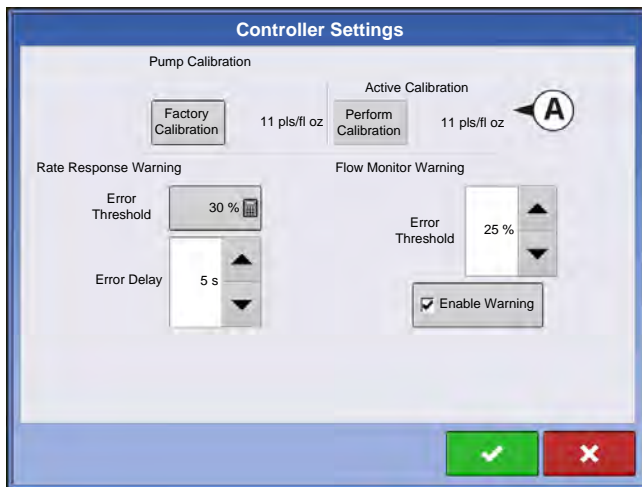 Controller Settings
Pump Calibration
Active Calibration
Factory
Calibration
11 pls/fl oz
Perform
Calibration
11 pls/fl oz
A
Rate Response Warning
Flow Monitor Warning
Error
Threshold
30 %
Error
Threshold
25 %
Error Delay
5 s
Enable Warning